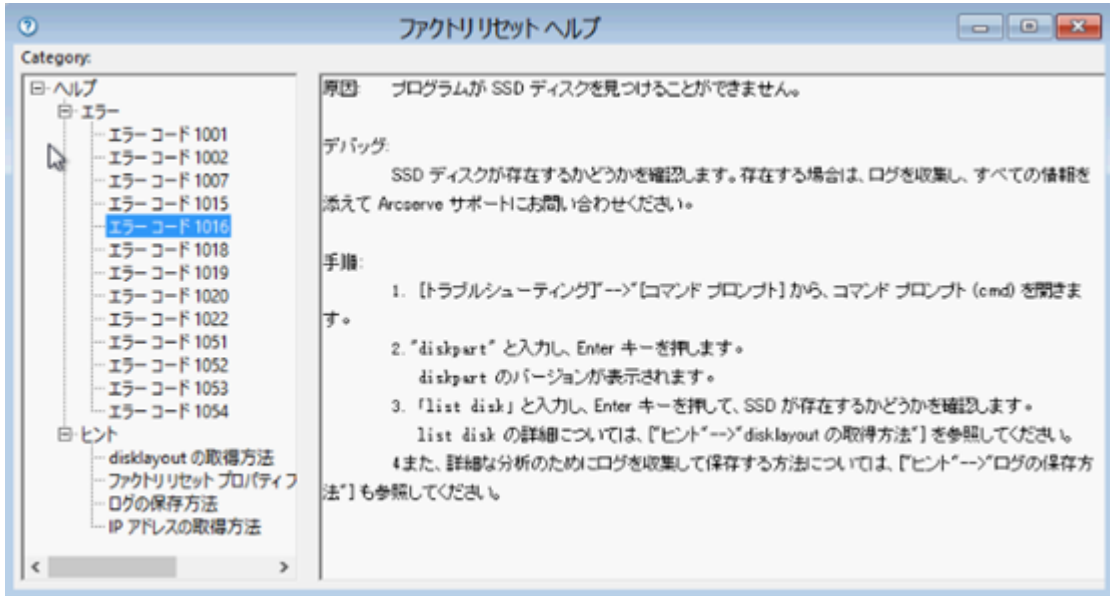 ファクトリ リセット ヘルプ
Category:
ヘルプ
エラー
エラー コード 1001
エラー コード 1002
エラー コード 1007
エラー コード 1015
エラー コード 1016
エラー コード 1018
エラー コード 1019
エラー コード 1020
エラー コード 1022
エラー コード 1051
エラー コード 1052
エラー コード 1053
エラー コード 1054
ヒント
disklayout の取得方法
ファクトリ リセット プロパティ フ
ログの保存方法
IP アドレスの取得方法
原因: プログラムが SSD ディスクを見つけることができません。
デバッグ:
SSD ディスクが存在するかどうかを確認します。存在する場合は、ログを収集し、すべての情報を
添えて Arcserve サポートにお問い合わせください。
手順:
1. [トラブルシューティング]"-->"[コマンド プロンプト] から、コマンド プロンプト (cmd) を開きま
す。
2. "diskpart" と入力し、Enter キーを押します。
diskpart のバージョンが表示されます。
3. 「list disk」と入力し、Enter キーを押して、SSD が存在するかどうかを確認します。
list disk の詳細については、["ヒント"-->"disklayout の取得方法"] を参照してください。
4また、詳細な分析のためにログを収集して保存する方法については、["ヒント"-->"ログの保存方
法"] も参照してください。